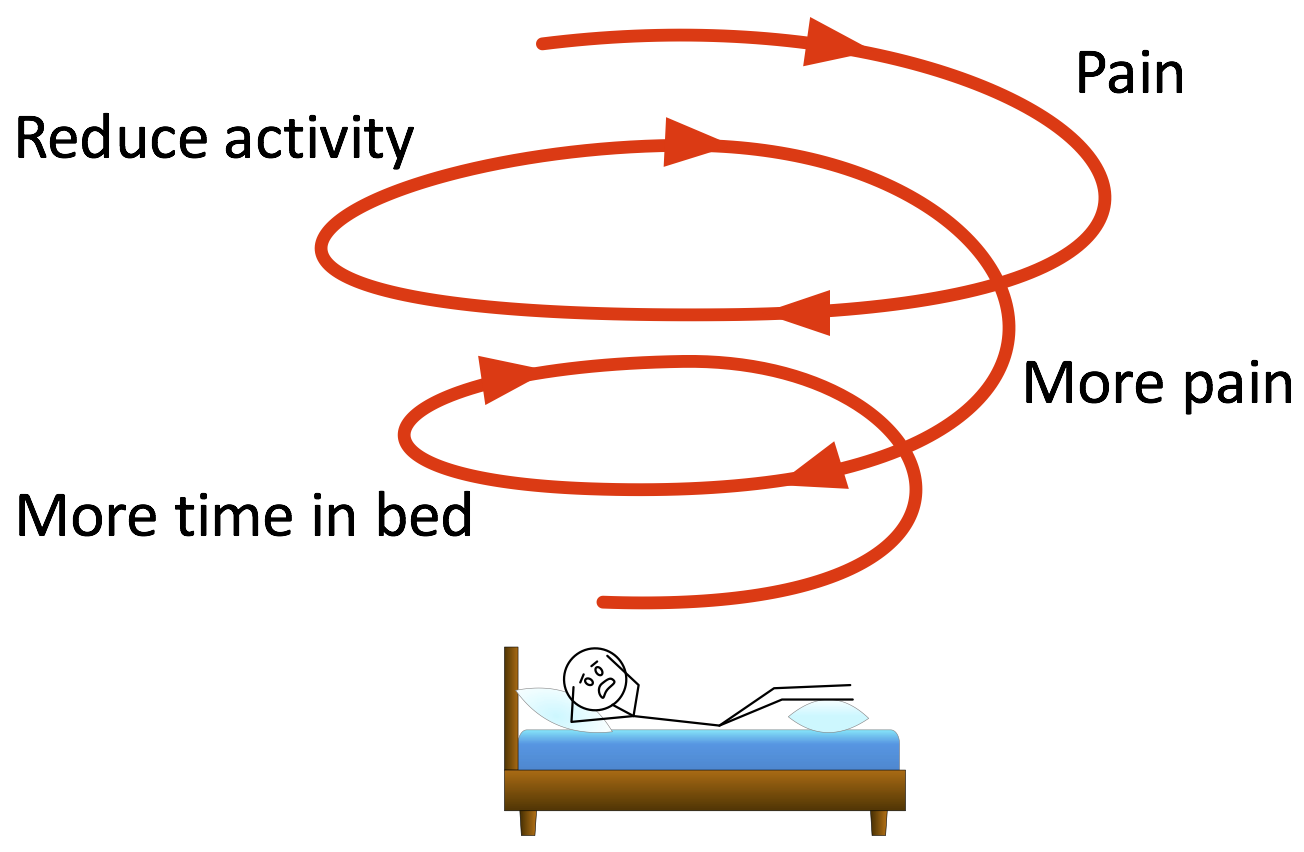 Pain
Reduce activity
More pain
More time in bed